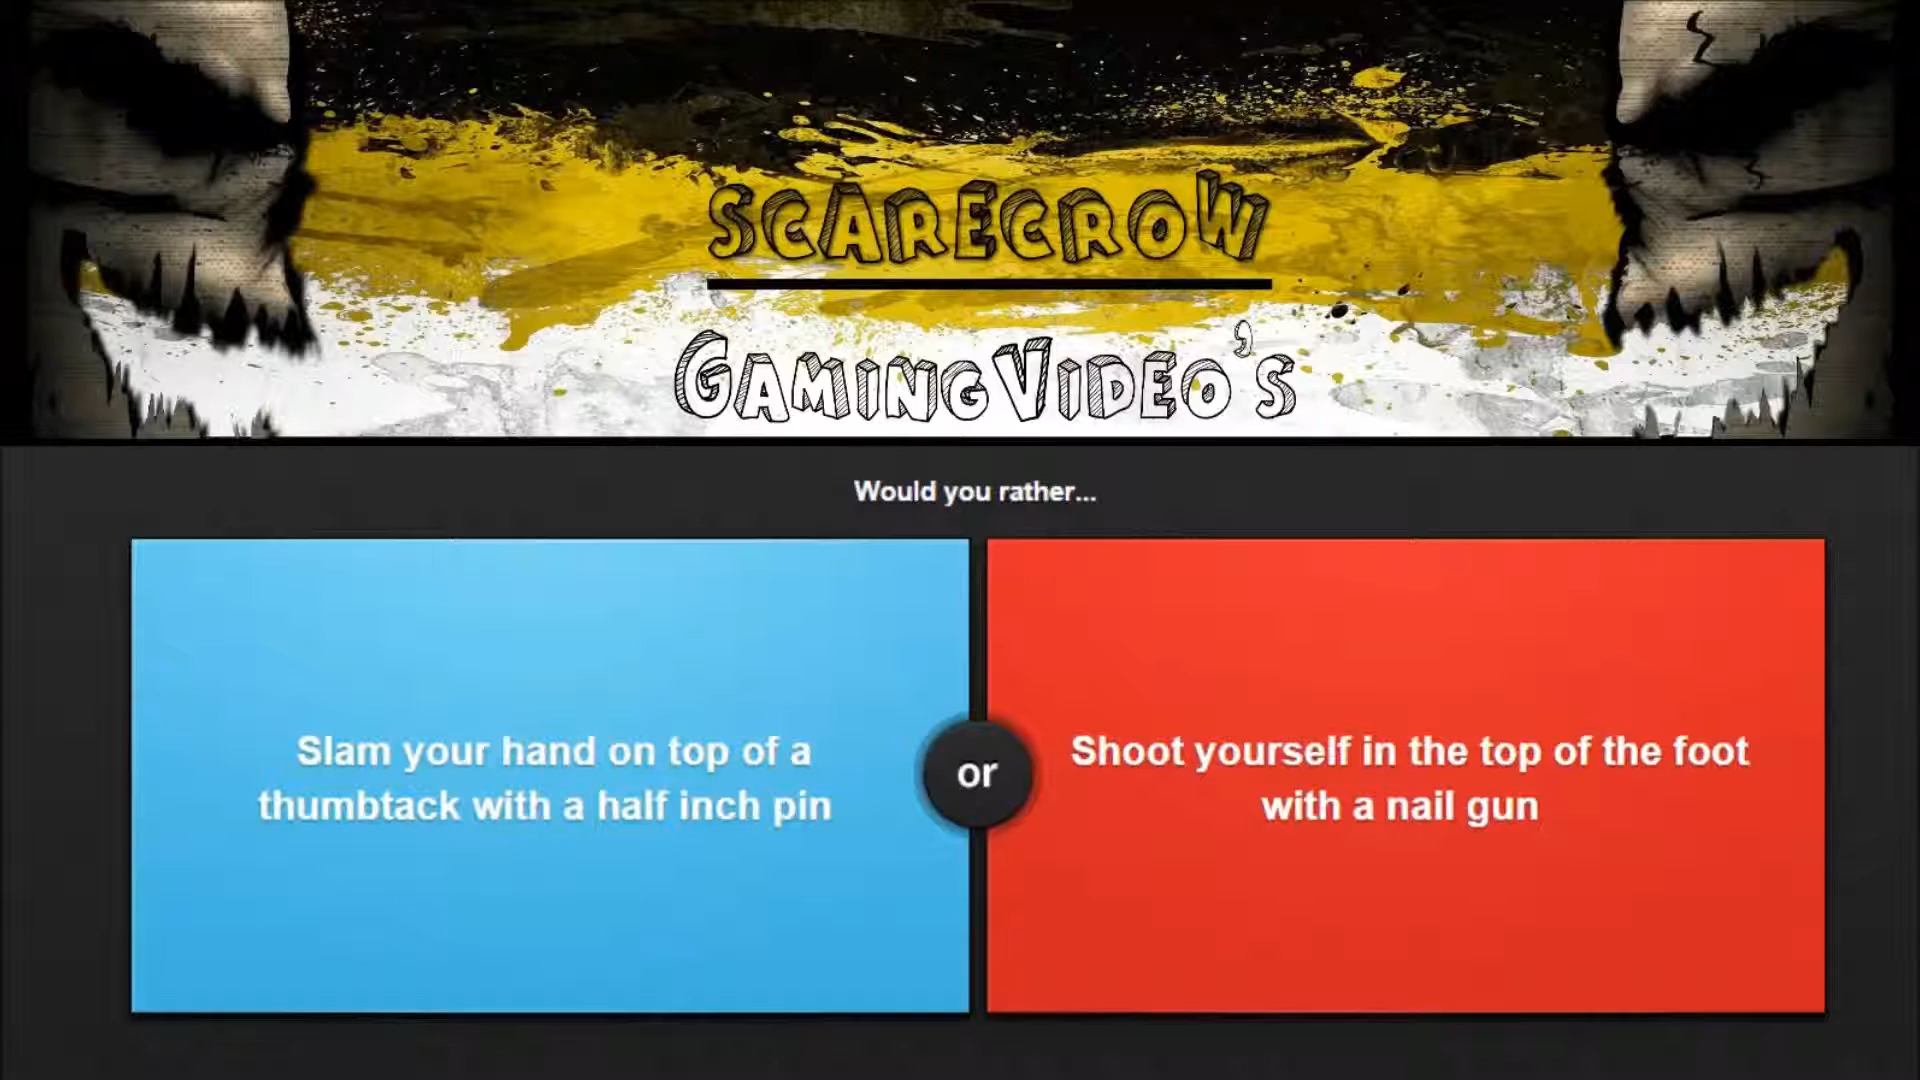 SCARECROW
GAMINGVIDEO'S
Would you rather...
Slam your hand on top of a
thumbtack with a half inch pin
or
Shoot yourself in the top of the foot
with a nail gun